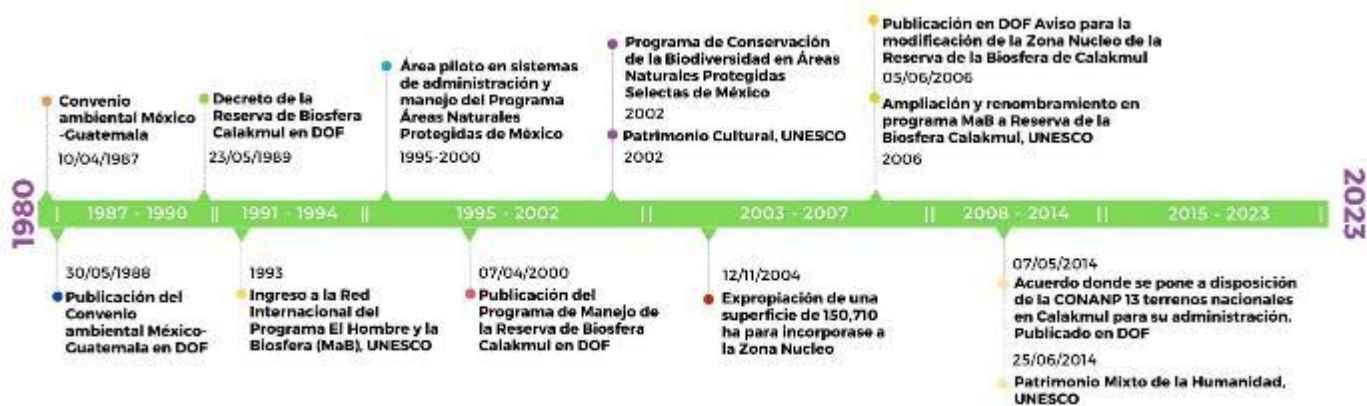 1980
Convenio
ambiental México
-Guatemala
10/04/1987
Decreto de la
Reserva de Biosfera
Calakmul en DOF
23/05/1989
Área piloto en sistemas
de administración y
manejo del Programa
Áreas Naturales
Protegidas de México
1995-2000
Programa de Conservación
de la Biodiversidad en Áreas
Naturales Protegidas
Selectas de México
2002
Patrimonio Cultural, UNESCO
2002
Publicación en DOF Aviso para la
modificación de la Zona Nucleo de la
Reserva de la Biosfera de Calakmul
05/06/2006
Ampliación y renombramiento en
programa MaB a Reserva de la
Biosfera Calakmul, UNESCO
2006
| 1987 - 1990 || 1991 - 1994 || 1995 - 2002 || 2003 - 2007 || 2008 - 2014 || 2015 - 2023 ||
2023
30/05/1988
Publicación del
Convenio
ambiental México-
Guatemala en DOF
1993
Ingreso a la Red
Internacional del
Programa El Hombre y la
Biosfera (MaB), UNESCO
07/04/2000
Publicación del
Programa de Manejo de
la Reserva de Biosfera
Calakmul en DOF
12/11/2004
Expropiación de una
superficie de 150,710
ha para incorporase a
la Zona Nucleo
07/05/2014
Acuerdo donde se pone a disposición
de la CONANP 13 terrenos nacionales
en Calakmul para su administración.
Publicado en DOF
25/06/2014
Patrimonio Mixto de la Humanidad,
UNESCO